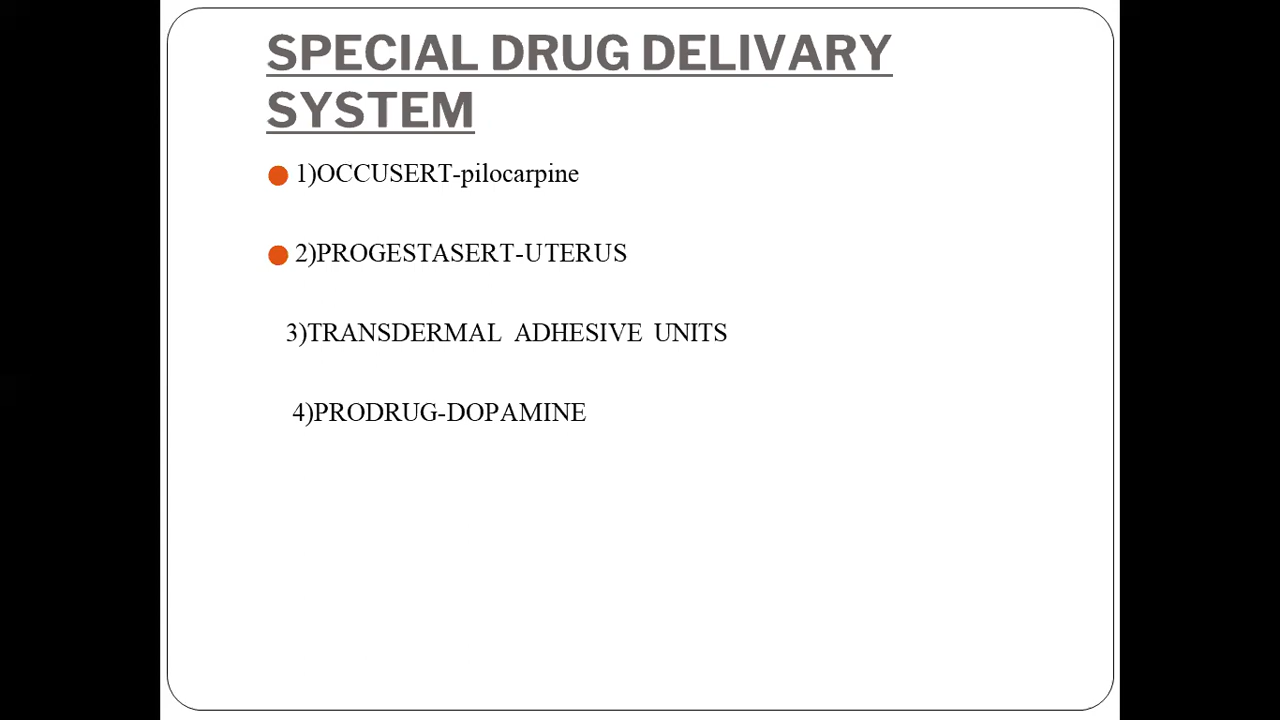 SPECIAL DRUG DELIVARY
SYSTEM
1)OCCUSERT-pilocarpine
2)PROGESTASERT-UTERUS
3)TRANSDERMAL ADHESIVE UNITS
4)PRODRUG-DOPAMINE